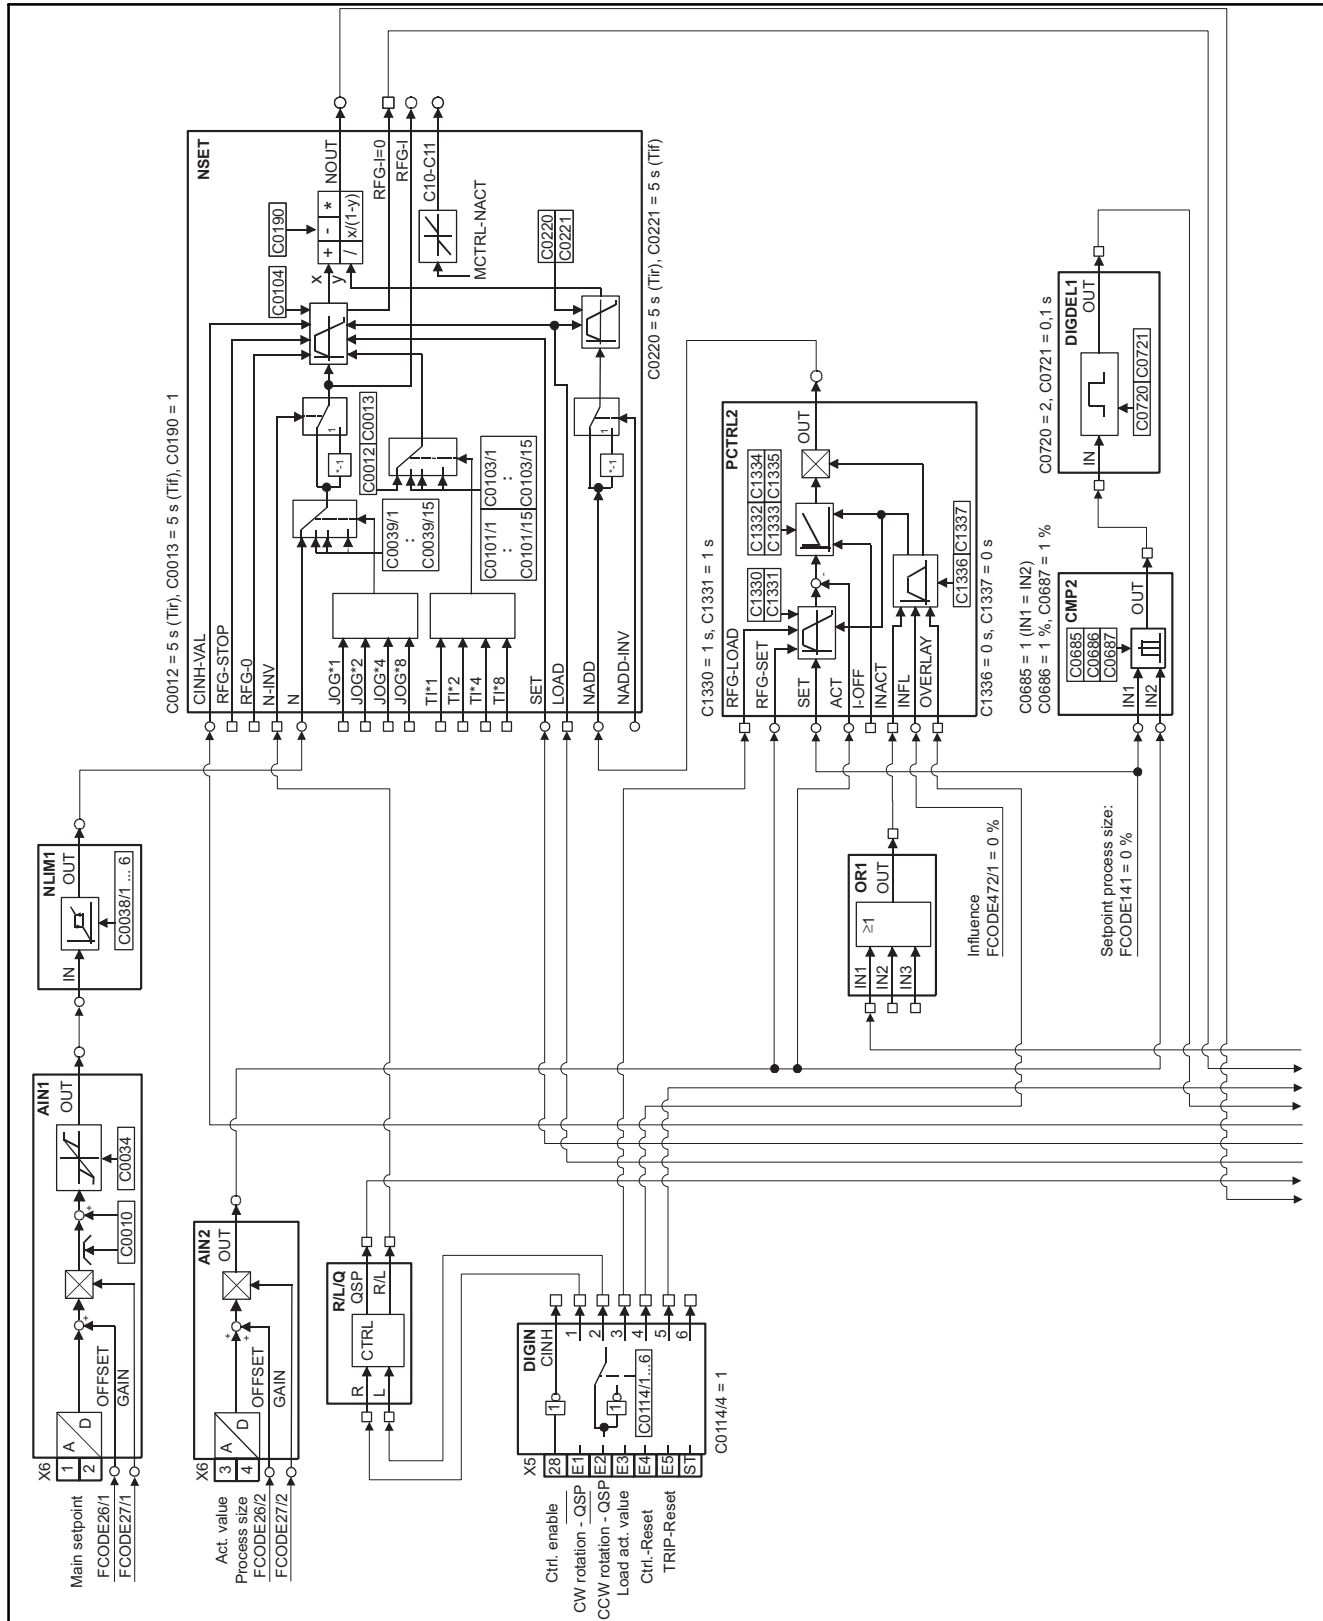 X6
1
2
Main setpoint
FCODE26/1
FCODE27/1
A
D
OFFSET
GAIN
+
C0010
+
C0034
AIN1
OUT
NLIM1
IN
OUT
C0038/1 ... 6
X6
3
4
Act. value
Process size
FCODE26/2
FCODE27/2
A
D
OFFSET
GAIN
+
+
AIN2
OUT
R/L/Q
R
L
CTRL
QSP
R/L
DIGIN
X5
28
E1
E2
E3
E4
E5
ST
Ctrl. enable
CW rotation - QSP
CCW rotation - QSP
Load act. value
Ctrl.-Reset
TRIP-Reset
CINH
1
2
3
4
5
6
1
1
C0114/1...6
C0114/4 = 1
C0012 = 5 s (Tir), C0013 = 5 s (Tif), C0190 = 1
NSET
CINH-VAL
RFG-STOP
RFG-0
N-INV
N
JOG*1
JOG*2
JOG*4
JOG*8
TI*1
TI*2
TI*4
TI*8
SET
LOAD
NADD
NADD-INV
C0039/1
:
C0039/15
*-1
1
C0012 C0013
C0101/1
:
C0101/15
C0103/1
:
C0103/15
C0104
C0190
x
y
+ - *
/ x/(1-y)
NOUT
RFG-I=0
RFG-I
C10-C11
MCTRL-NACT
*-1
1
C0220
C0221
C0220 = 5 s (Tir), C0221 = 5 s (Tif)
C1330 = 1 s, C1331 = 1 s
PCTRL2
RFG-LOAD
RFG-SET
SET
ACT
I-OFF
INACT
INFL
OVERLAY
C1330
C1331
-
C1332 C1334
C1333 C1335
C1336 C1337
OUT
C1336 = 0 s, C1337 = 0 s
OR1
IN1
IN2
IN3
≥1
OUT
Influence
FCODE472/1 = 0 %
C0685 = 1 (IN1 = IN2)
C0686 = 1 %, C0687 = 1 %
CMP2
C0685
C0686
C0687
IN1
IN2
OUT
Setpoint process size:
FCODE141 = 0 %
C0720 = 2, C0721 = 0,1 s
DIGDEL1
IN
OUT
C0720 C0721